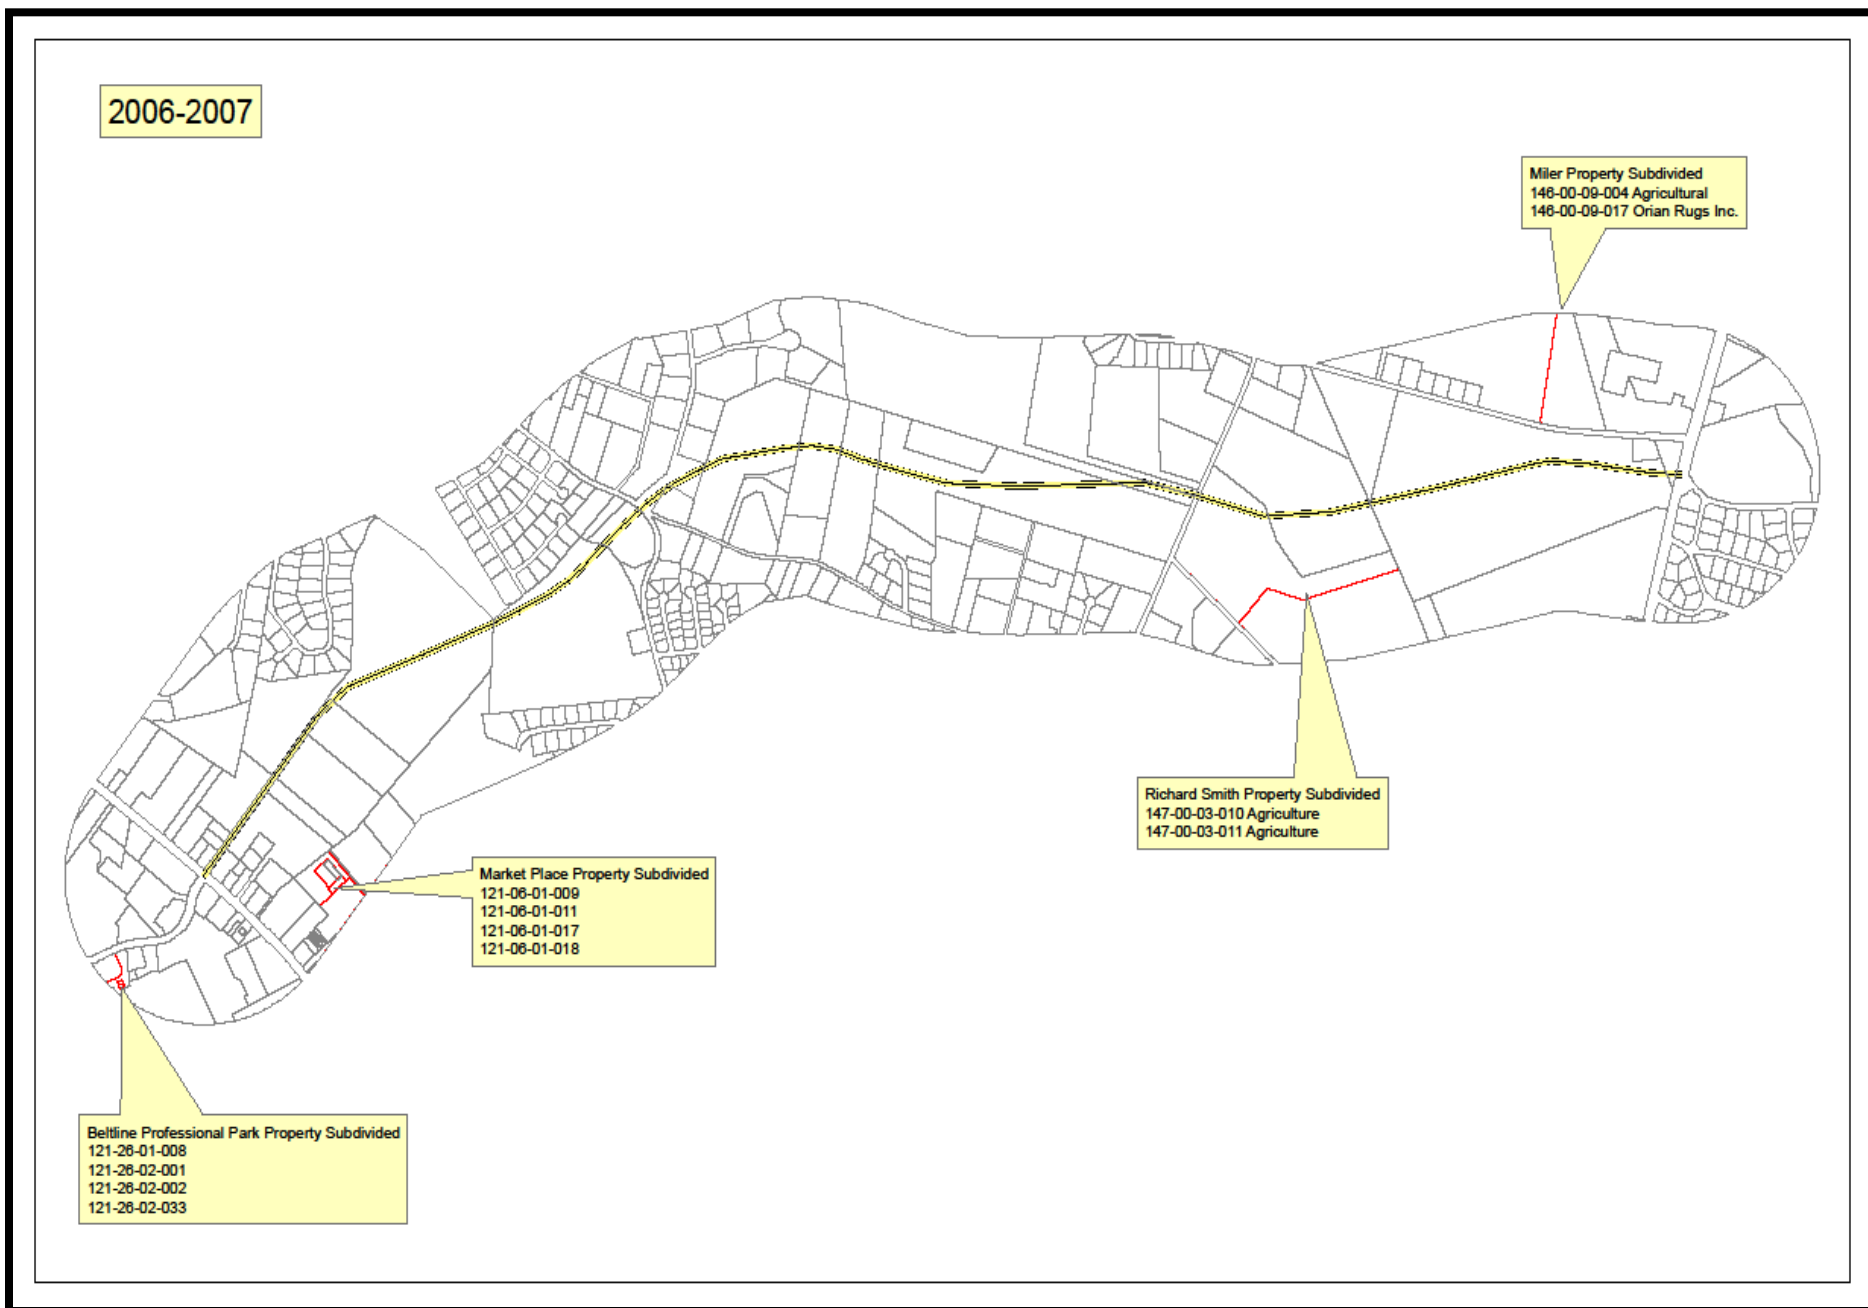 2006-2007
Miler Property Subdivided
146-00-09-004 Agricultural
146-00-09-017 Orian Rugs Inc.
Richard Smith Property Subdivided
147-00-03-010 Agriculture
147-00-03-011 Agriculture
Market Place Property Subdivided
121-06-01-009
121-06-01-011
121-06-01-017
121-06-01-018
Beltline Professional Park Property Subdivided
121-26-01-008
121-26-02-001
121-26-02-002
121-26-02-033